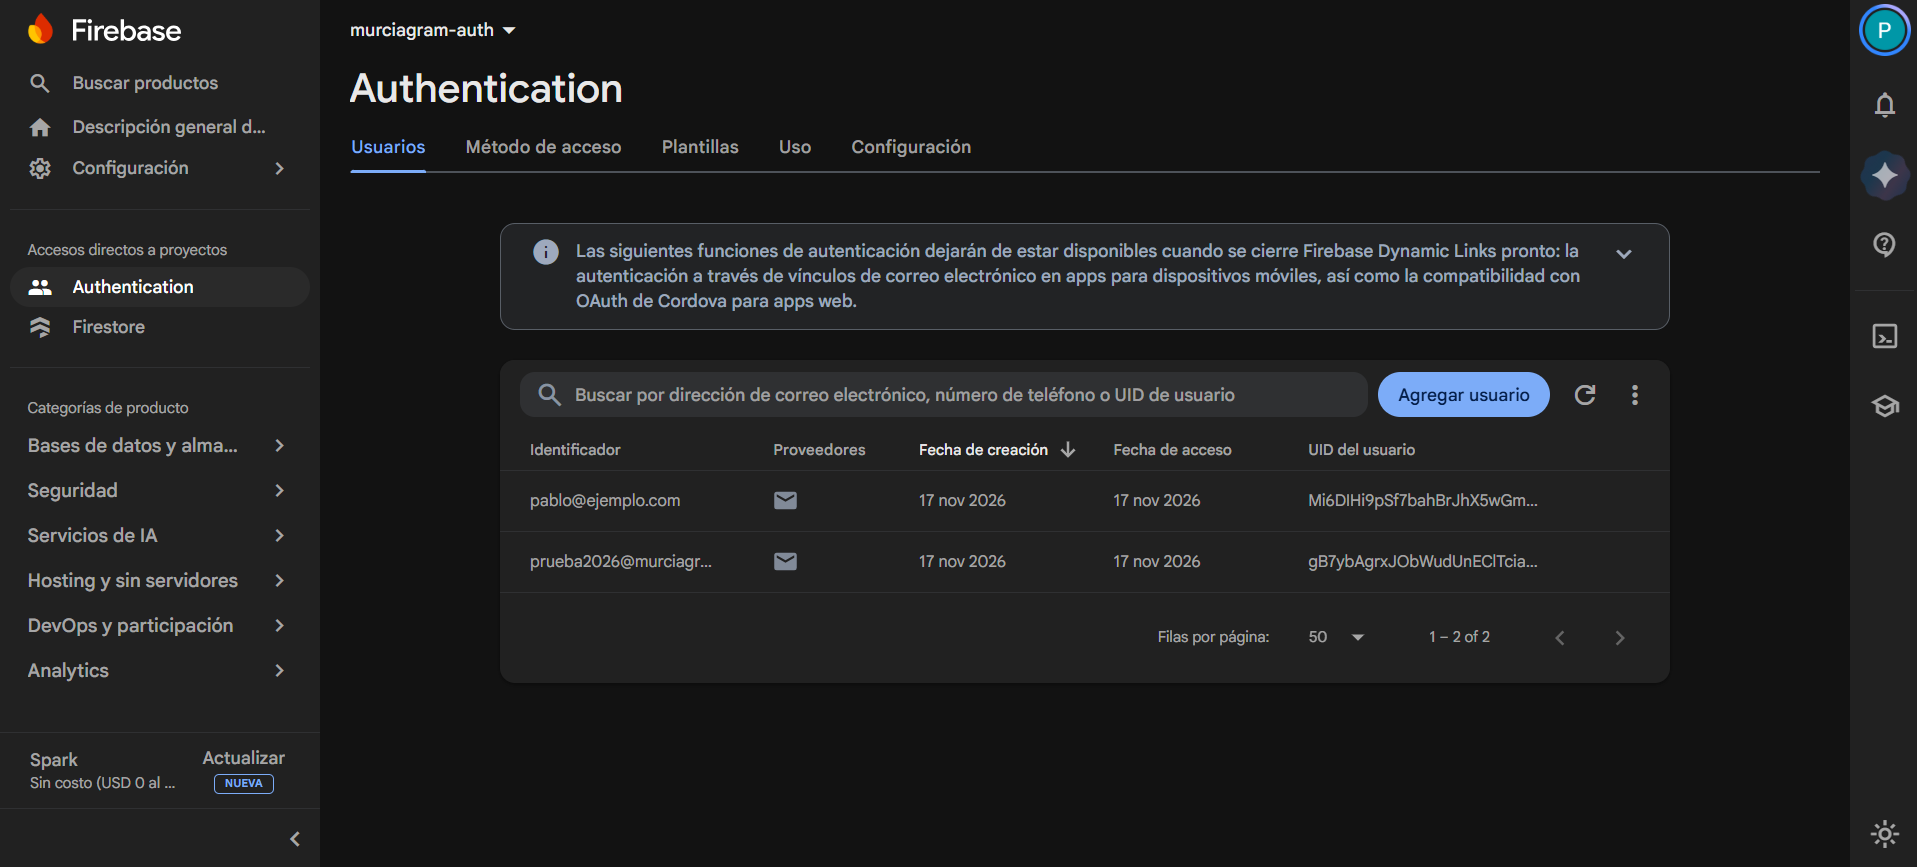 Firebase
Buscar productos
Descripción general d...
Configuración
Accesos directos a proyectos
Authentication
Firestore
Categorías de producto
Bases de datos y alma...
Seguridad
Servicios de IA
Hosting y sin servidores
DevOps y participación
Analytics
Spark
Sin costo (USD 0 al ...
Actualizar
NUEVA
murciagram-auth
Authentication
Usuarios Método de acceso Plantillas Uso Configuración
Las siguientes funciones de autenticación dejarán de estar disponibles cuando se cierre Firebase Dynamic Links pronto: la
autenticación a través de vínculos de correo electrónico en apps para dispositivos móviles, así como la compatibilidad con
OAuth de Cordova para apps web.
Buscar por dirección de correo electrónico, número de teléfono o UID de usuario
Agregar usuario
Identificador Proveedores Fecha de creación Fecha de acceso UID del usuario
pablo@ejemplo.com 17 nov 2026 17 nov 2026 Mi6DIHi9pSf7bahBrJhX5wGm...
prueba2026@murciagr... 17 nov 2026 17 nov 2026 gB7ybAgrxJObWudUnEClTcia...
Filas por página: 50 1 – 2 of 2
P